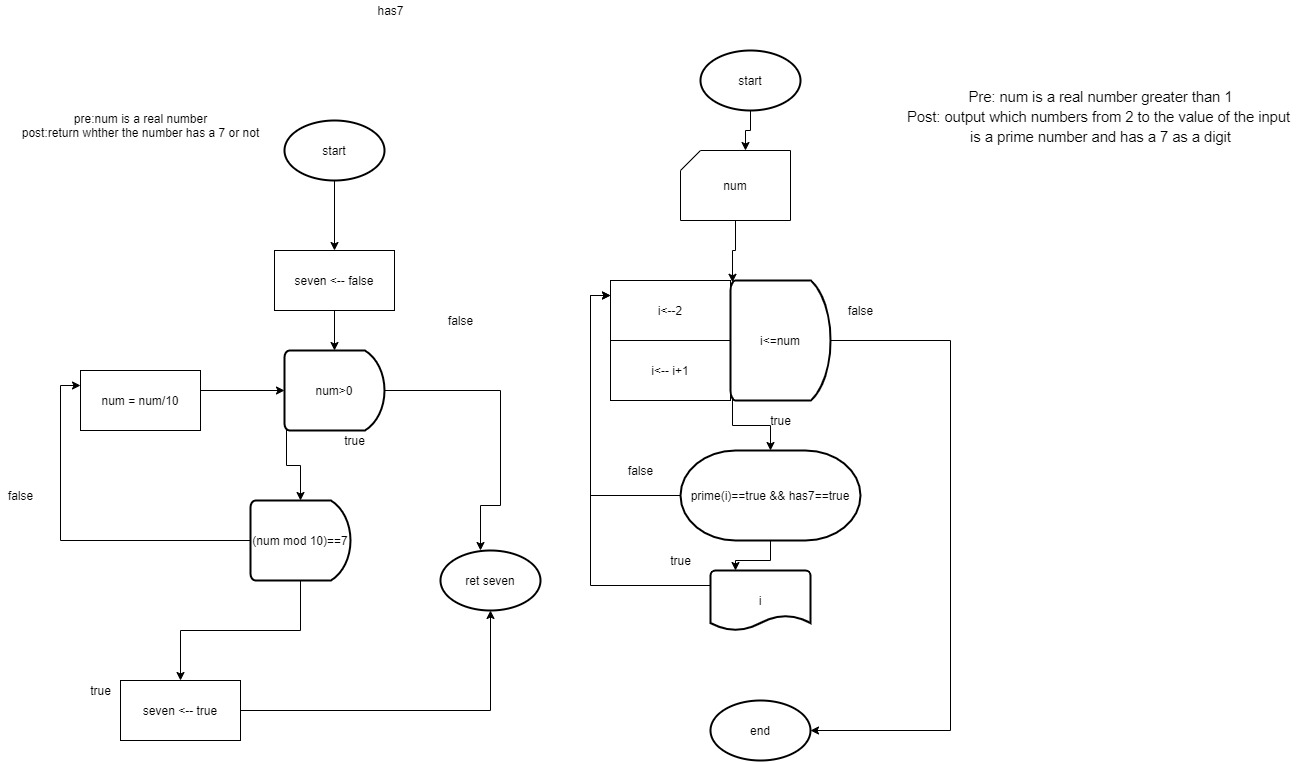 has7
pre:num is a real number
post:return whther the number has a 7 or not
start
seven <-- false
false
num = num/10
num>0
true
false
(num mod 10)==7
ret seven
true
seven <-- true
start
Pre: num is a real number greater than 1
Post: output which numbers from 2 to the value of the input
is a prime number and has a 7 as a digit
num
i<--2
i<-- i+1
i<=num
false
true
false
prime(i)==true && has7==true
true
i
end